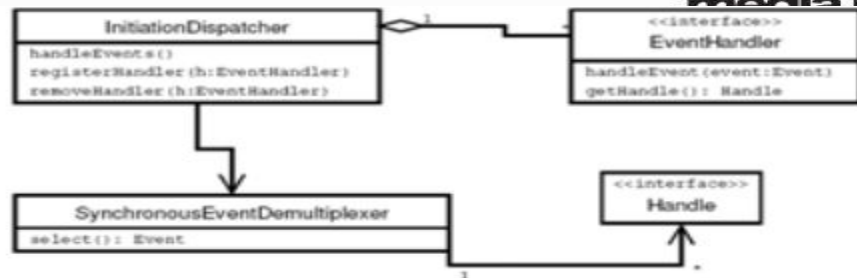 media
InitiationDispatcher
handleEvents()
registerHandler(h:EventHandler)
removeHandler(h:EventHandler)
1
*
<<interface>>
EventHandler
handleEvent(event:Event)
getHandle(): Handle
SynchronousEventDemultiplexer
select(): Event
<<interface>>
Handle
1
*